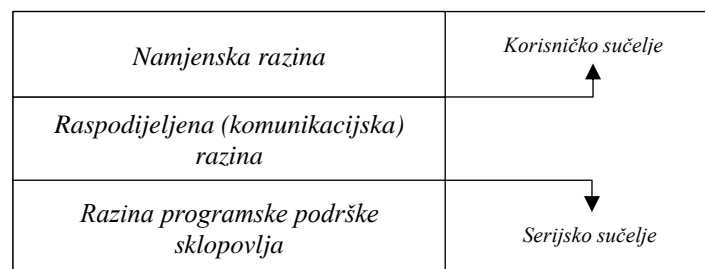 Namjenska razina
Korisničko sučelje
Raspodijeljena (komunikacijska)
razina
Razina programske podrške
sklopovlja
Serijsko sučelje